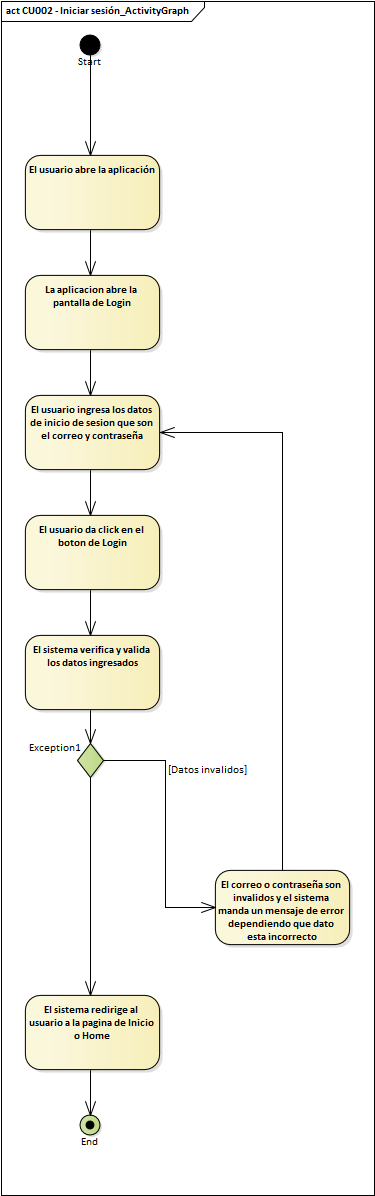 act CU002 - Iniciar sesión_ActivityGraph
Start
El usuario abre la aplicación
La aplicacion abre la
pantalla de Login
El usuario ingresa los datos
de inicio de sesion que son
el correo y contraseña
El usuario da click en el
boton de Login
El sistema verifica y valida
los datos ingresados
Exception1
[Datos invalidos]
El correo o contraseña son
invalidos y el sistema
manda un mensaje de error
dependiendo que dato
esta incorrecto
El sistema redirige al
usuario a la pagina de Inicio
o Home
End